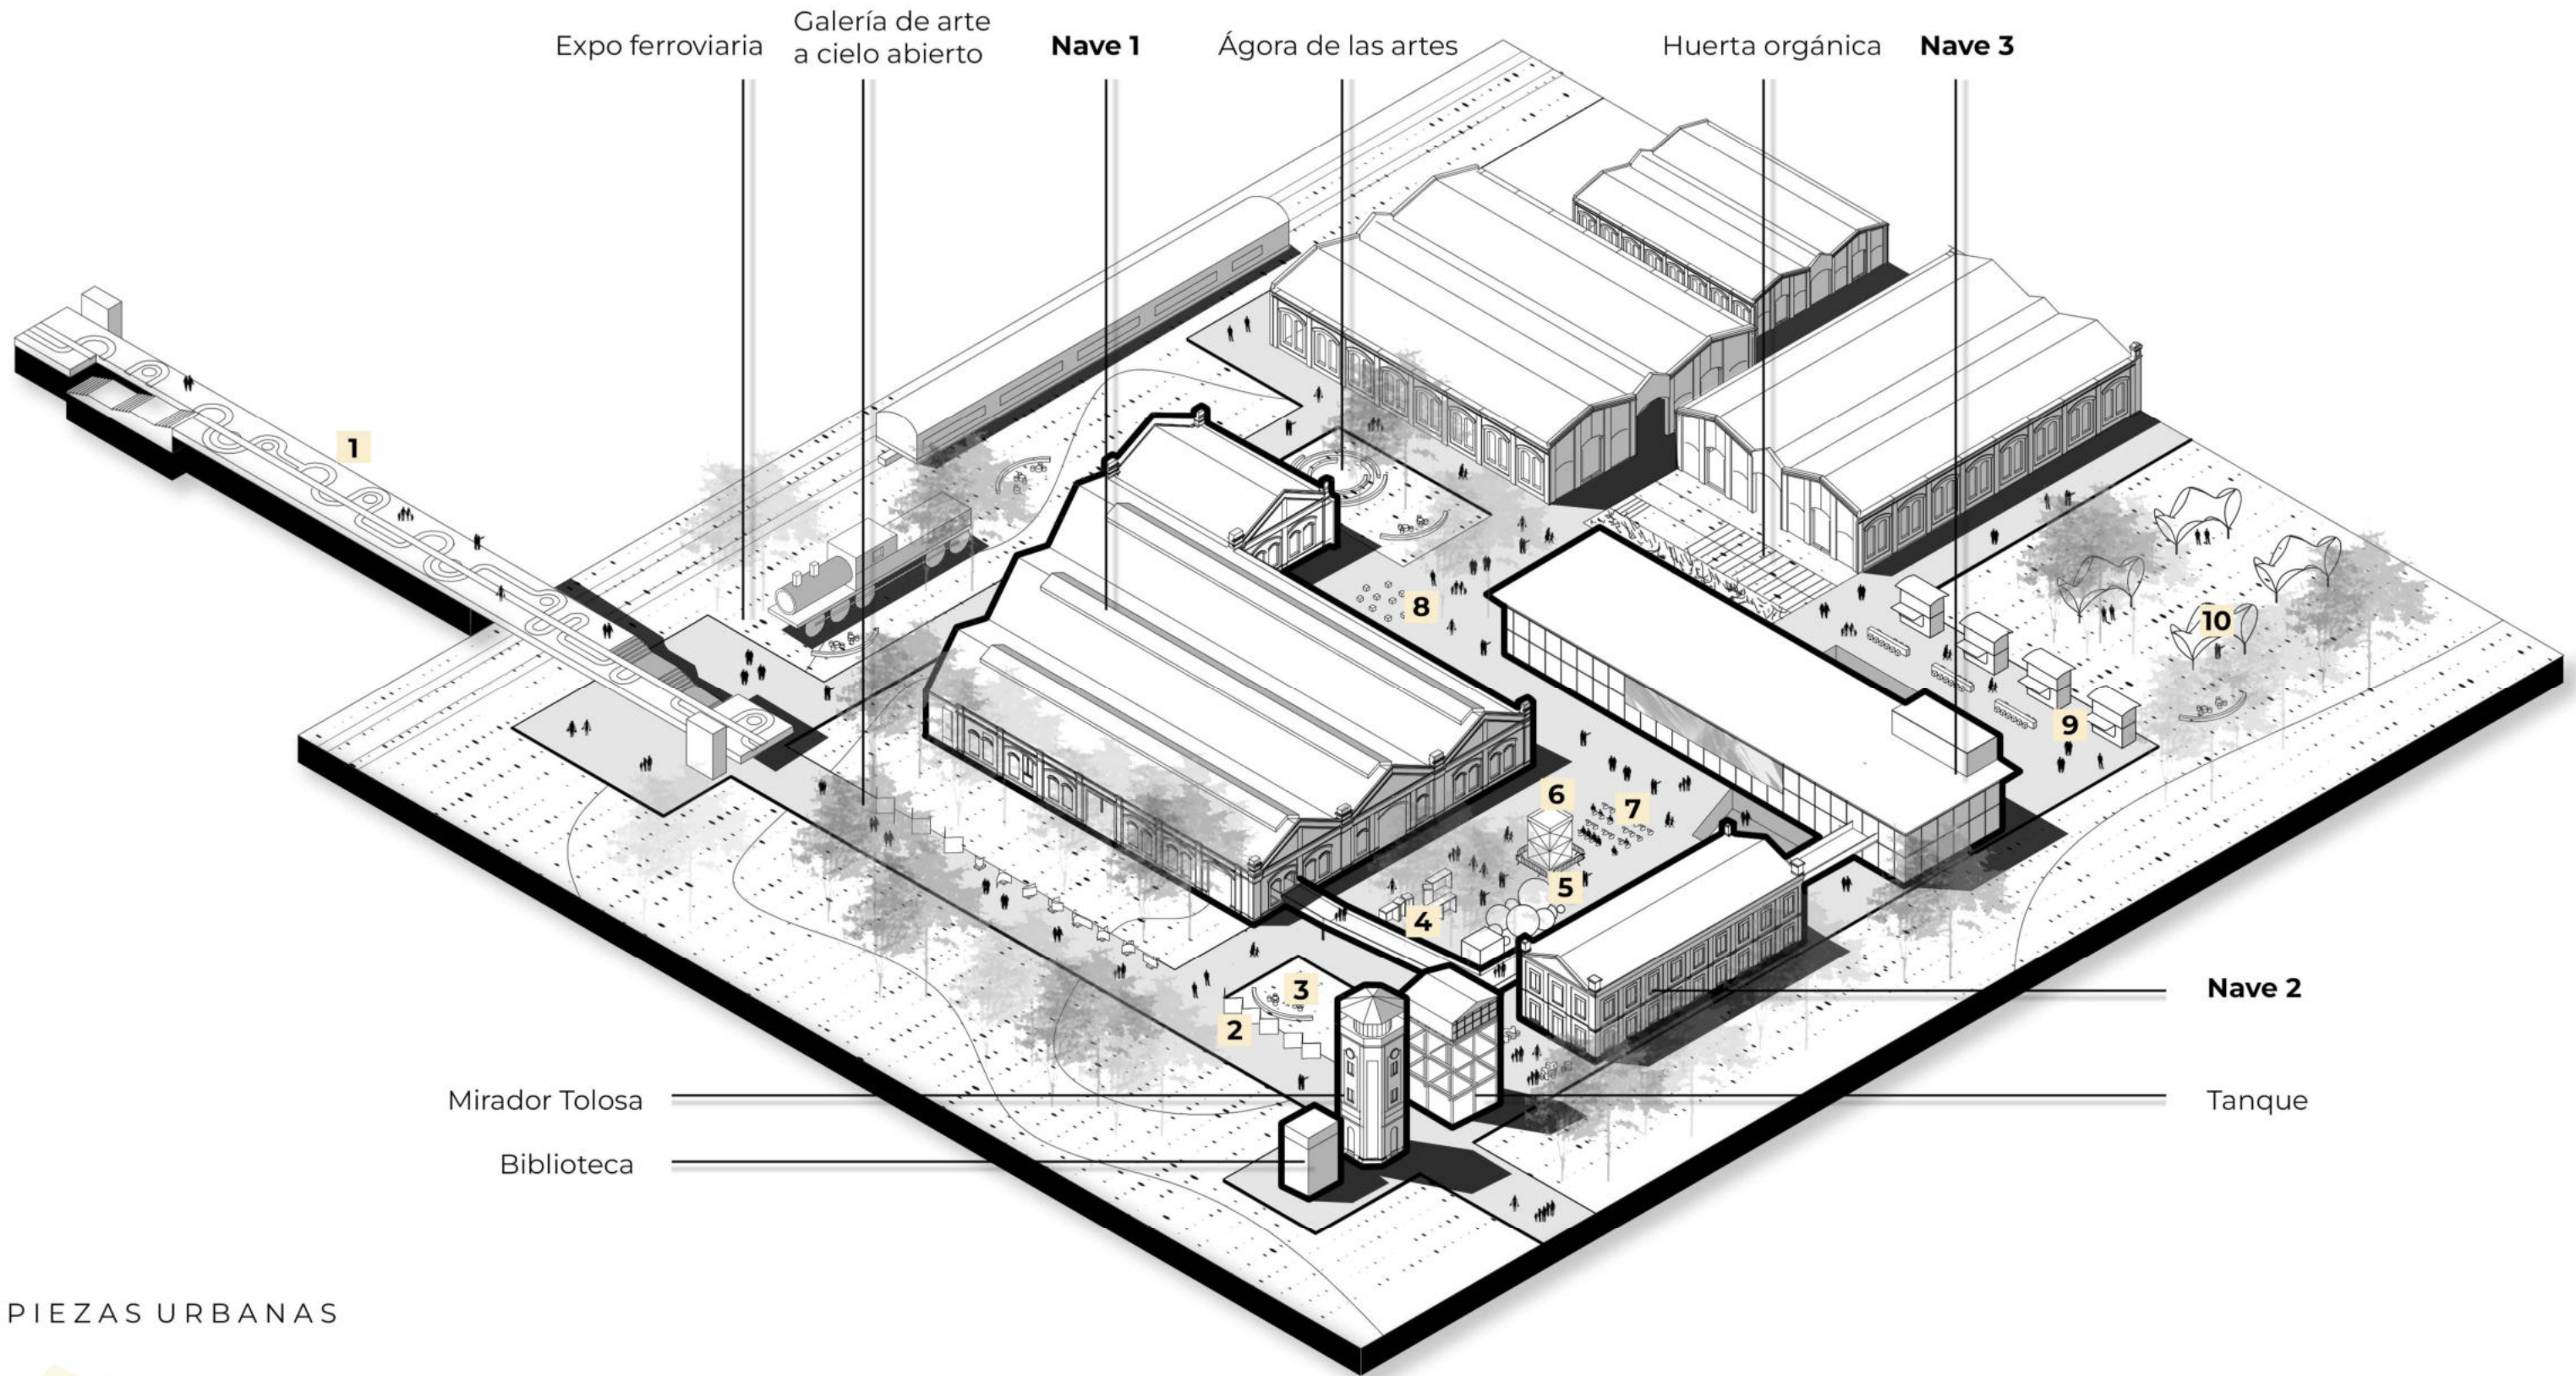 Expo ferroviaria
Galería de arte
a cielo abierto
Nave 1
Ágora de las artes
Huerta orgánica
Nave 3
1
8
10
9
6
7
5
4
3
2
Nave 2
Mirador Tolosa
Tanque
Biblioteca
PIEZAS URBANAS